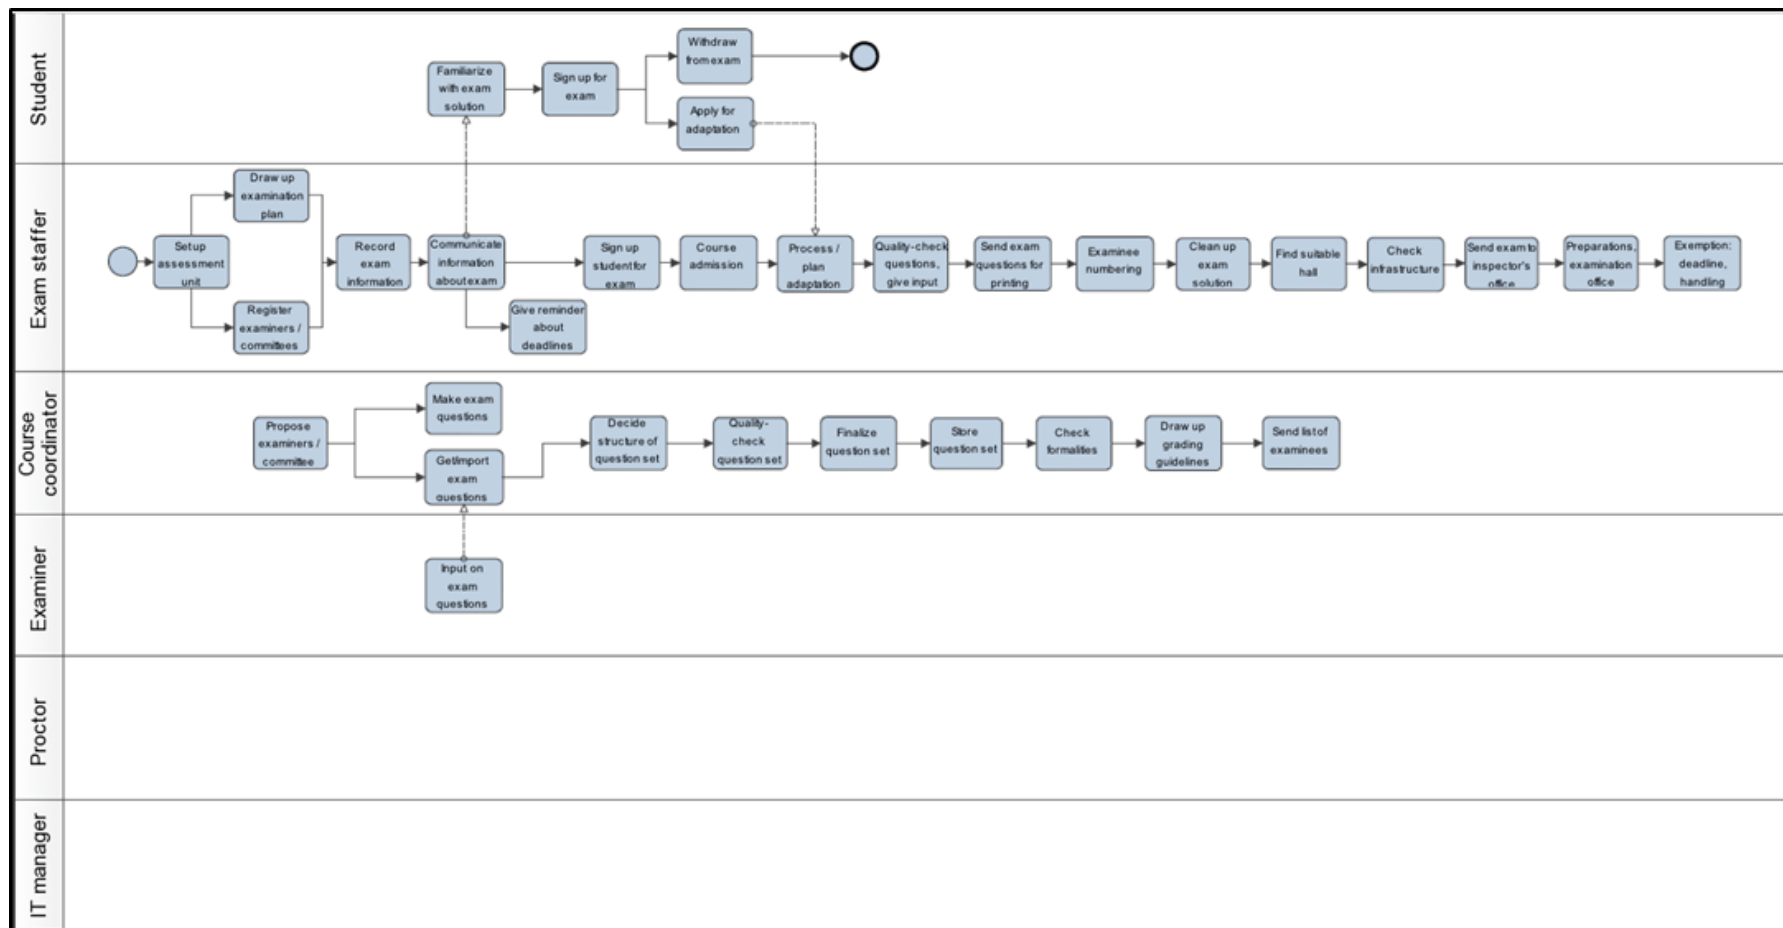 Student
Familiarize
with exam
solution
Sign up for
exam
Withdraw
from exam
Apply for
adaptation
Exam staffer
Set up
assessment
unit
Draw up
examination
plan
Register
examiners /
committees
Record
exam
information
Communicate
information
about exam
Give reminder
about
deadlines
Sign up
student for
exam
Course
admission
Process /
plan
adaptation
Quality-check
questions,
give input
Send exam
questions for
printing
Examinee
numbering
Clean up
exam
solution
Find suitable
hall
Check
infrastructure
Send exam to
inspector's
office
Preparations,
examination
office
Exemption:
deadline,
handling
Course
coordinator
Propose
examiners /
committee
Make exam
questions
Get/import
exam
questions
Decide
structure of
question set
Quality-
check
question set
Finalize
question set
Store
question set
Check
formalities
Draw up
grading
guidelines
Send list of
examinees
Examiner
Input on
exam
questions
Proctor
IT manager